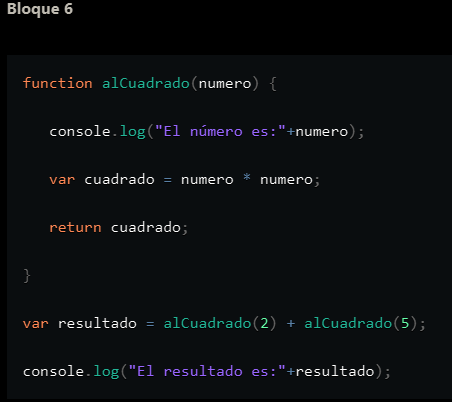 Bloque 6
function alCuadrado(numero) {
console.log("El número es:"+numero);
var cuadrado = numero * numero;
return cuadrado;
}
var resultado = alCuadrado(2) + alCuadrado(5);
console.log("El resultado es:"+resultado);